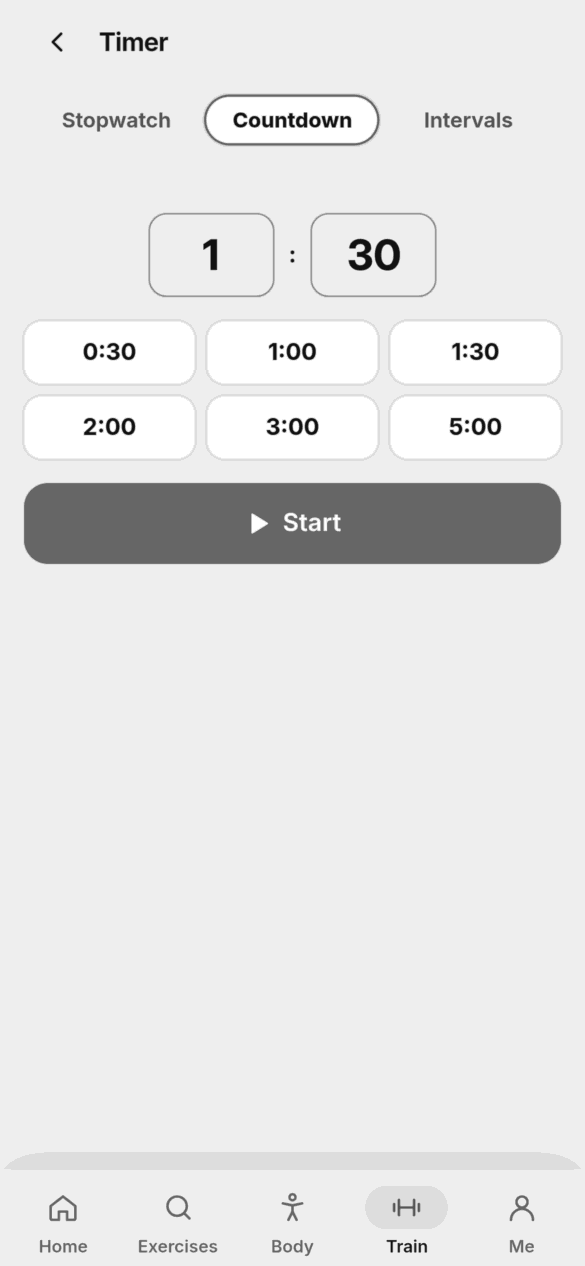 Timer
Stopwatch Countdown Intervals
1 : 30
0:30 1:00 1:30
2:00 3:00 5:00
Start
Home Exercises Body Train Me